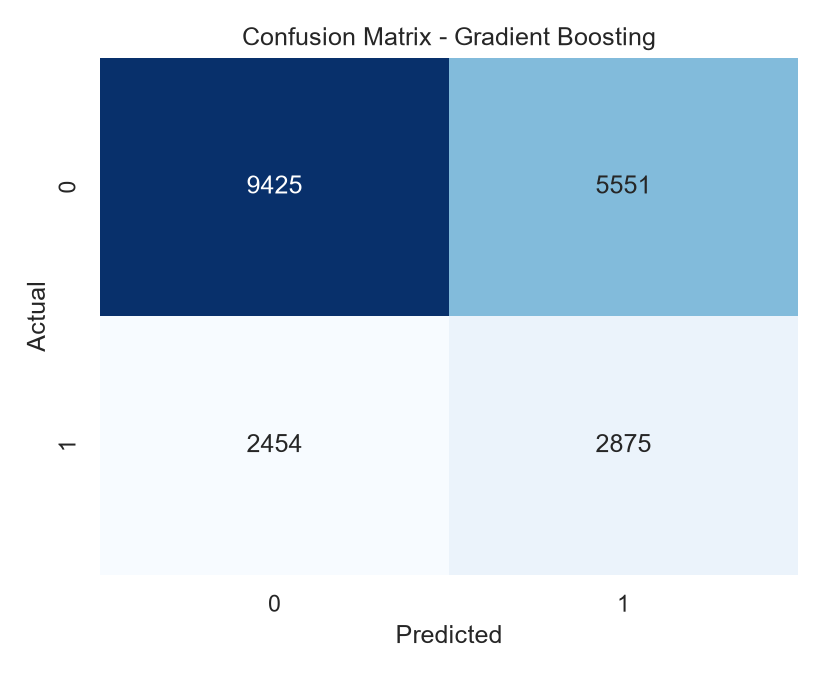 Confusion Matrix - Gradient Boosting
0
9425
5551
Actual
1
2454
2875
0
1
Predicted